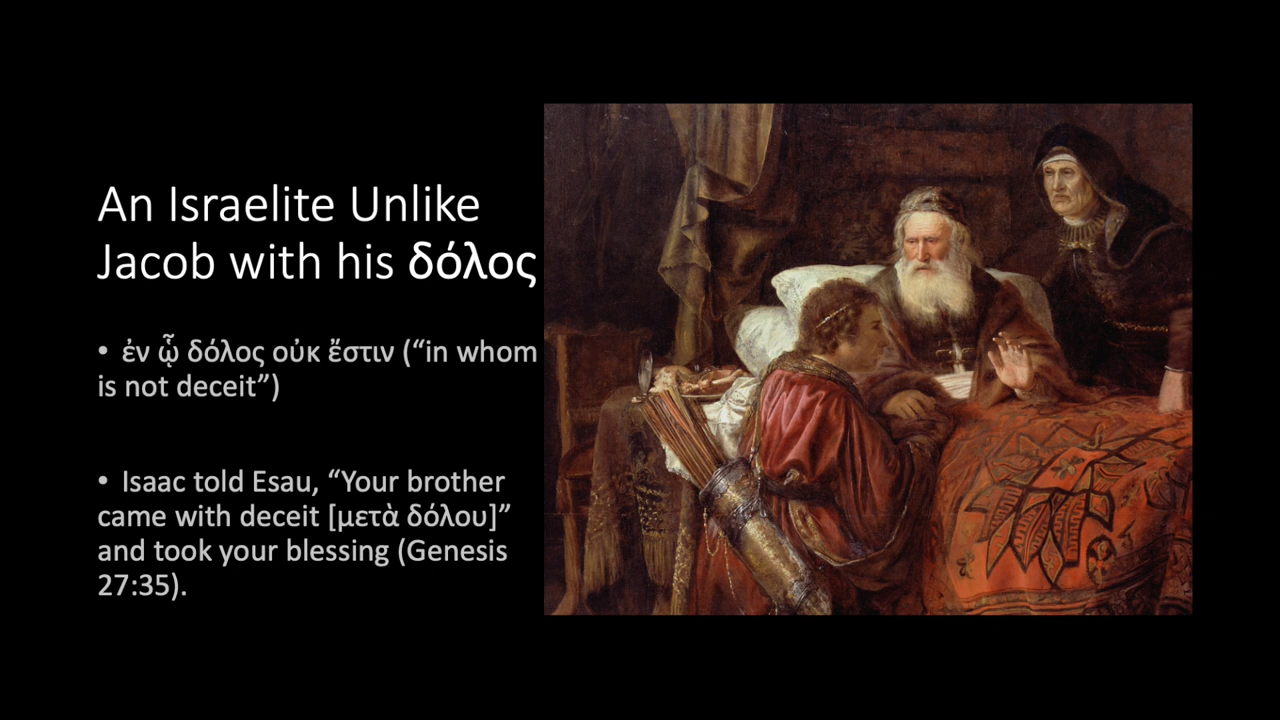 An Israelite Unlike
Jacob with his δόλος
• ἐν ᾧ δόλος οὐκ ἔστιν (“in whom
is not deceit”)
• Isaac told Esau, “Your brother
came with deceit [μετὰ δόλου]”
and took your blessing (Genesis
27:35).